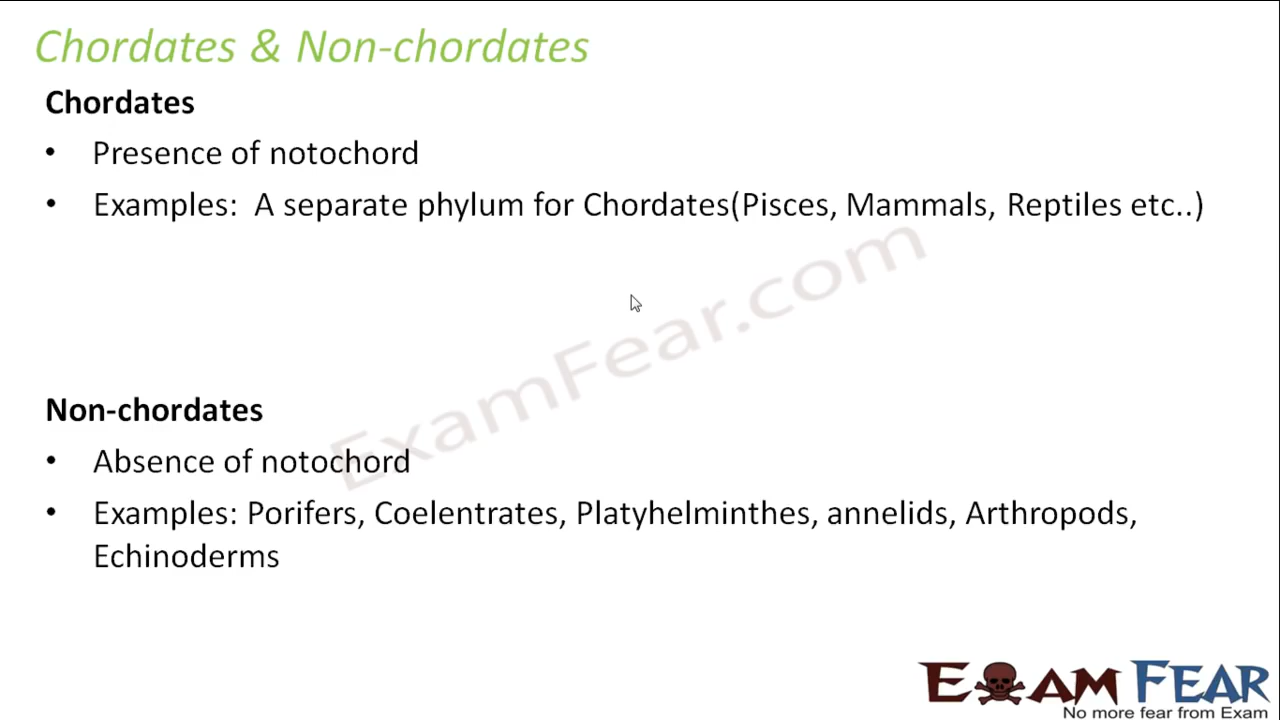 Chordates & Non-chordates
Chordates
• Presence of notochord
• Examples:  A separate phylum for Chordates(Pisces, Mammals, Reptiles etc..)
ExamFear.com
Non-chordates
• Absence of notochord
• Examples: Porifers, Coelentrates, Platyhelminthes, annelids, Arthropods,
Echinoderms
EXAM FEAR
No more fear from Exam